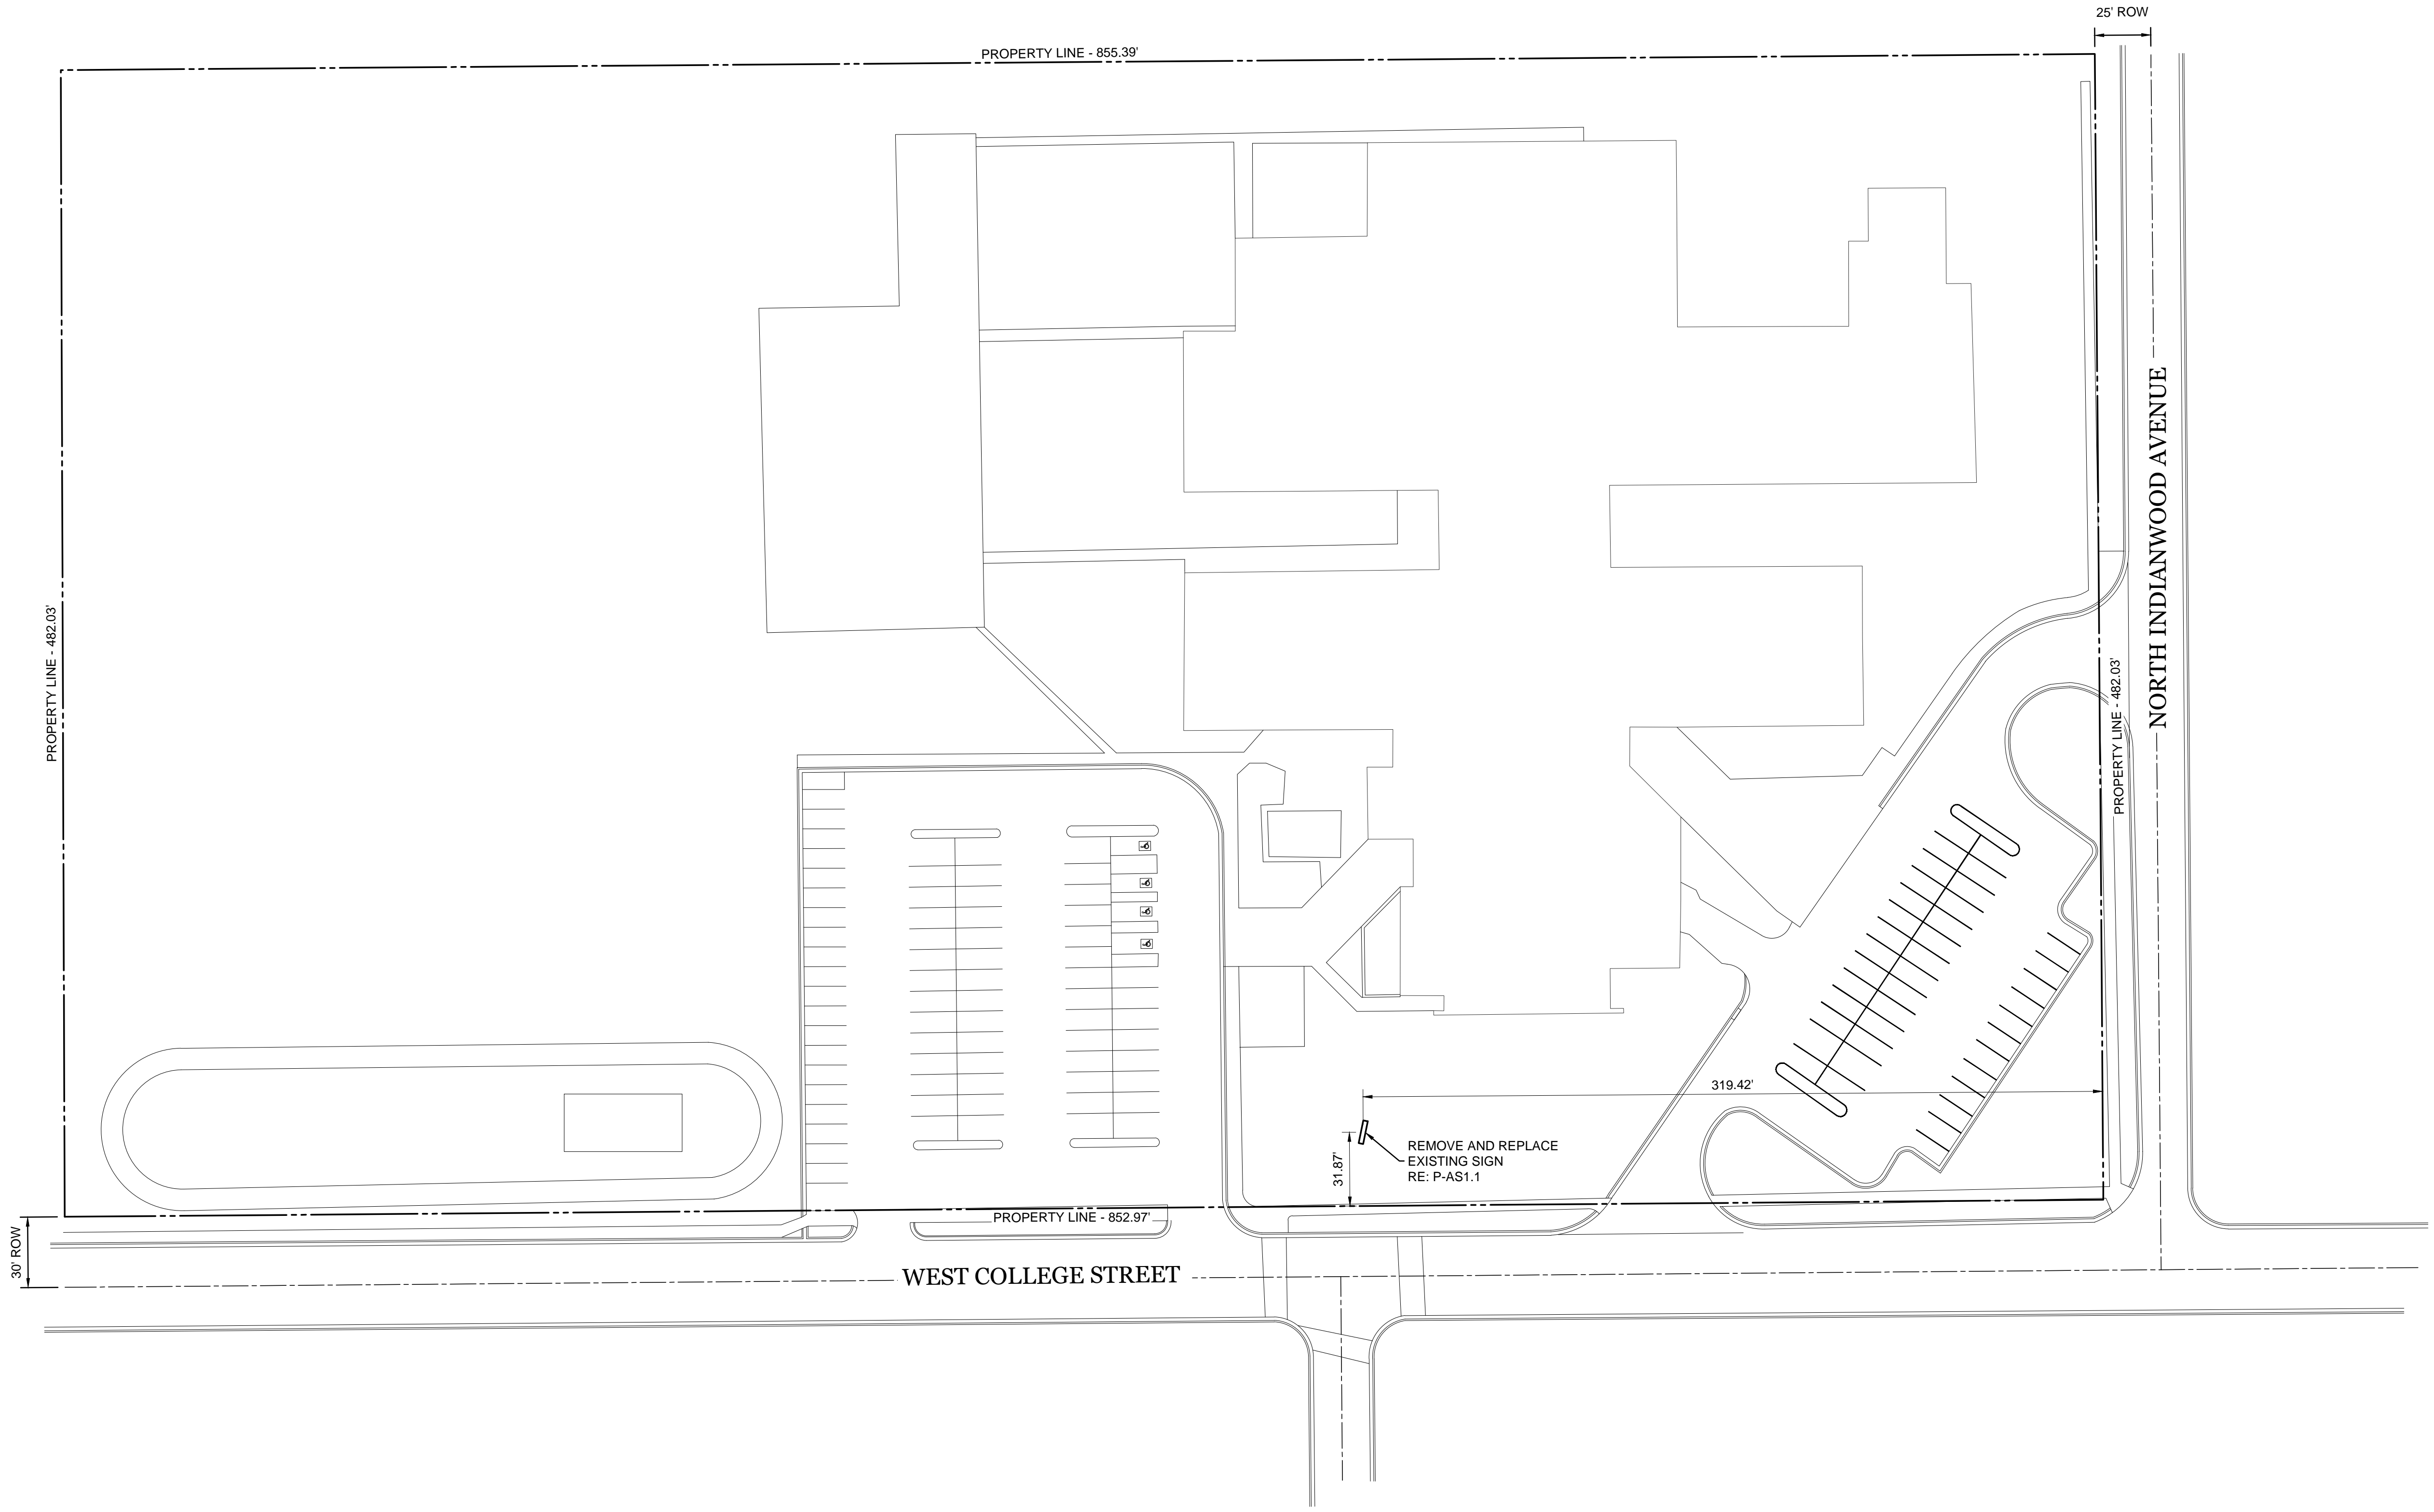 25' ROW
PROPERTY LINE - 855.39'
NORTH INDIANWOOD AVENUE
PROPERTY LINE - 482.03'
PROPERTY LINE - 482.03'
319.42'
31.87'
REMOVE AND REPLACE
EXISTING SIGN
RE: P-AS1.1
PROPERTY LINE - 852.97'
30' ROW
WEST COLLEGE STREET